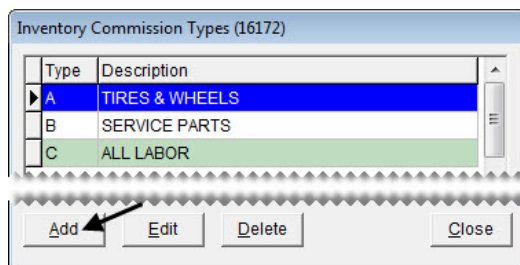 Inventory Commission Types (16172)
Type Description
A TIRES & WHEELS
B SERVICE PARTS
C ALL LABOR
Add Edit Delete Close